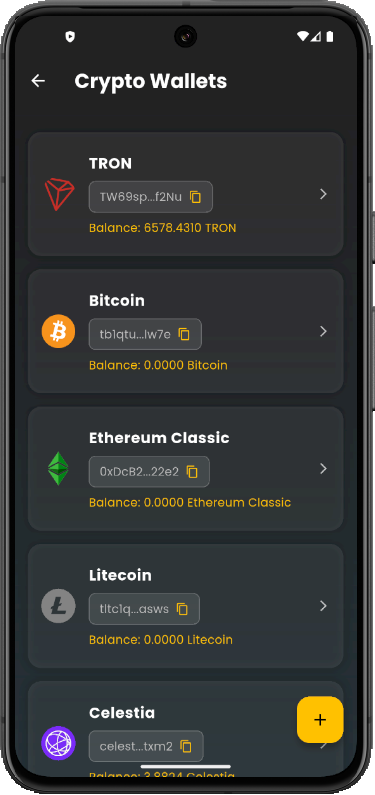 Crypto Wallets
TRON
TW69sp...f2Nu
Balance: 6578.4310 TRON
Bitcoin
tb1qtu...lw7e
Balance: 0.0000 Bitcoin
Ethereum Classic
0xDcB2...22e2
Balance: 0.0000 Ethereum Classic
Litecoin
tltc1q...asws
Balance: 0.0000 Litecoin
Celestia
celest...txm2
Balance: 3.8824 Celestia